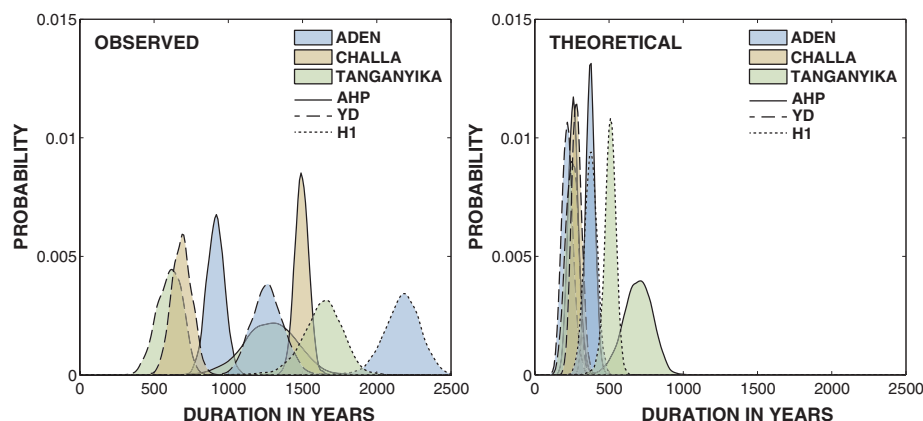 OBSERVED
ADEN
CHALLA
TANGANYIKA
AHP
YD
H1
0.015
0.01
0.005
0
PROBABILITY
0 500 1000 1500 2000 2500
DURATION IN YEARS
THEORETICAL
ADEN
CHALLA
TANGANYIKA
AHP
YD
H1
0.015
0.01
0.005
0
PROBABILITY
0 500 1000 1500 2000 2500
DURATION IN YEARS